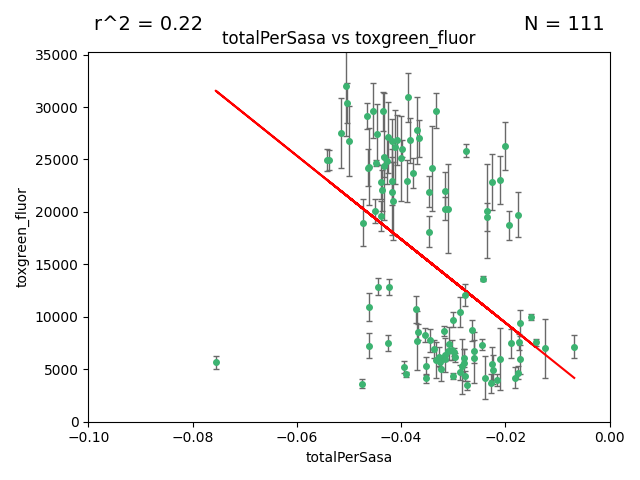 r^2 = 0.22
N = 111
totalPerSasa vs toxgreen_fluor
35000
30000
25000
20000
15000
10000
5000
0
toxgreen_fluor
−0.10
−0.08
−0.06
−0.04
−0.02
0.00
totalPerSasa